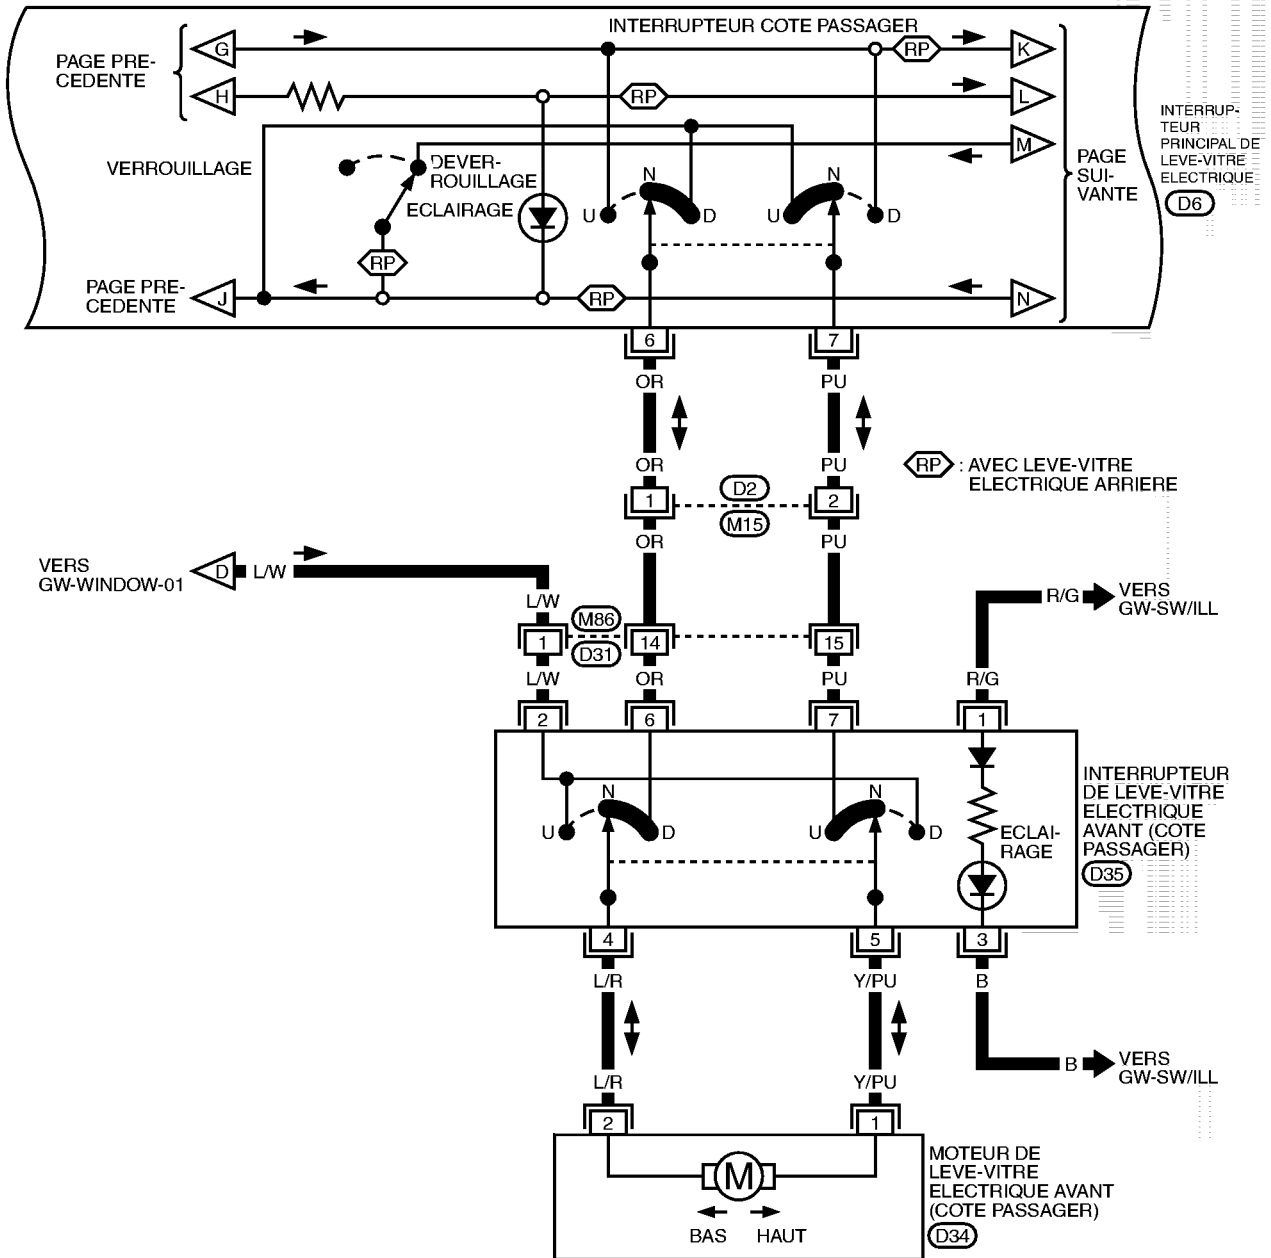 INTERRUPTEUR COTE PASSAGER
PAGE PRE-
CEDENTE
G
RP
K
H
RP
L
INTERRUP-
TEUR
PRINCIPAL DE
LEVE-VITRE
ELECTRIQUE
D6
M
PAGE
SUI-
VANTE
VERROUILLAGE
DEVER-
ROUILLAGE
ECLAIRAGE
N
N
U
D
U
D
RP
PAGE PRE-
CEDENTE
J
RP
N
6
7
OR
PU
OR
PU
RP : AVEC LEVE-VITRE
ELECTRIQUE ARRIERE
1
D2
2
M15
OR
PU
VERS
GW-WINDOW-01
D
L/W
L/W
R/G
VERS
GW-SW/ILL
M86
1
14
15
D31
L/W
OR
PU
R/G
2
6
7
1
INTERRUPTEUR
DE LEVE-VITRE
ELECTRIQUE
AVANT (COTE
PASSAGER)
D35
N
N
U
D
U
D
ECLAI-
RAGE
4
5
3
L/R
Y/PU
B
B
VERS
GW-SW/ILL
L/R
Y/PU
2
1
M
BAS
HAUT
MOTEUR DE
LEVE-VITRE
ELECTRIQUE AVANT
(COTE PASSAGER)
D34